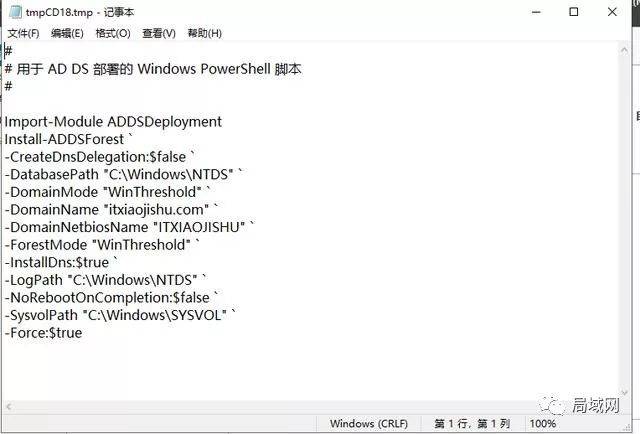 tmpCD18.tmp - 记事本
文件(F) 编辑(E) 格式(O) 查看(V) 帮助(H)
#
# 用于 AD DS 部署的 Windows PowerShell 脚本
#
Import-Module ADDSDeployment
Install-ADDSForest `
-CreateDnsDelegation:$false `
-DatabasePath "C:\Windows\NTDS" `
-DomainMode "WinThreshold" `
-DomainName "itxiaojishu.com" `
-DomainNetbiosName "ITXIAOJISHU" `
-ForestMode "WinThreshold" `
-InstallDns:$true `
-LogPath "C:\Windows\NTDS" `
-NoRebootOnCompletion:$false `
-SysvolPath "C:\Windows\SYSVOL" `
-Force:$true
局域网
Windows (CRLF) 第 1 行，第 1 列 100%